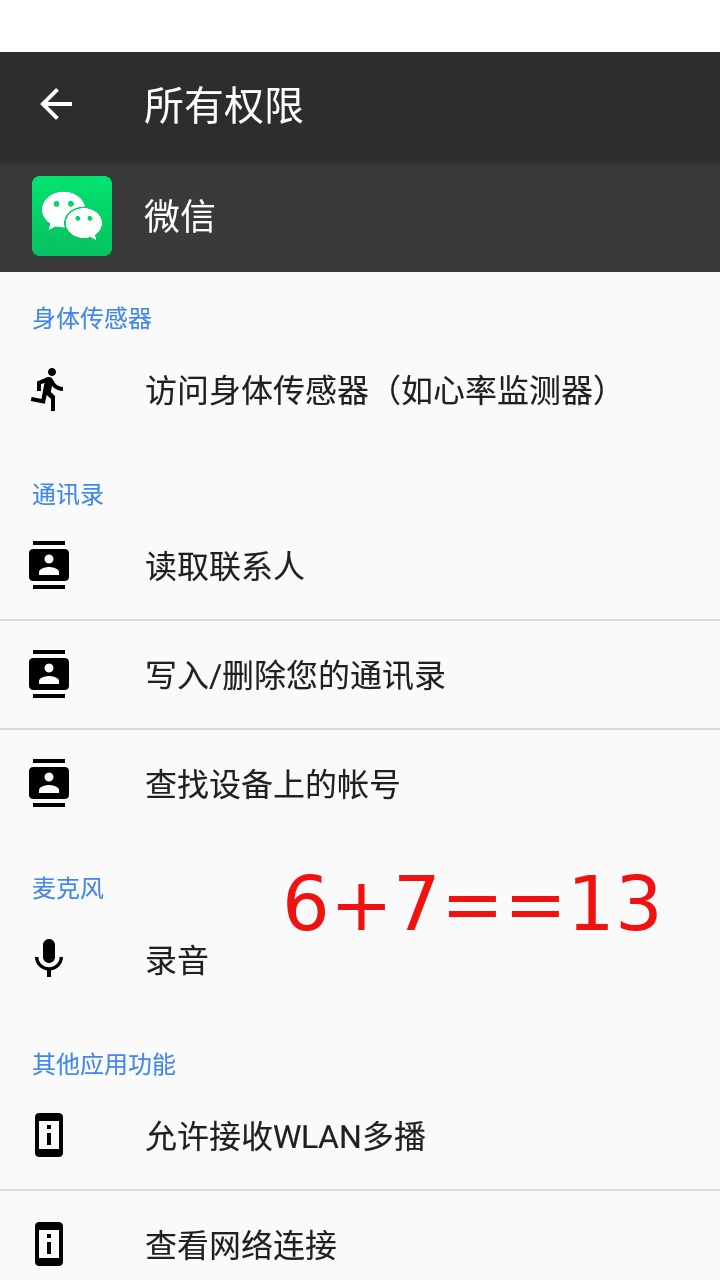 所有权限
微信
身体传感器
访问身体传感器（如心率监测器）
通讯录
读取联系人
写入/删除您的通讯录
查找设备上的帐号
麦克风
6+7==13
录音
其他应用功能
允许接收WLAN多播
查看网络连接